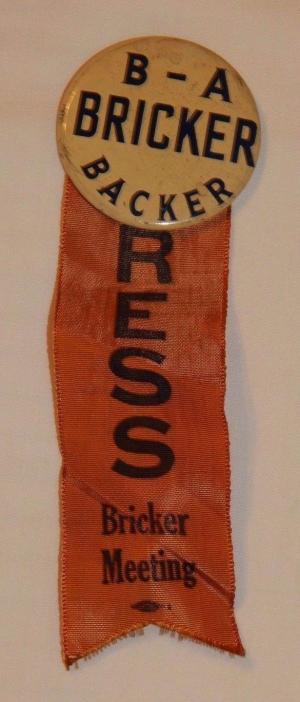 B - A
BRICKER
BACKER
RESS
Bricker
Meeting